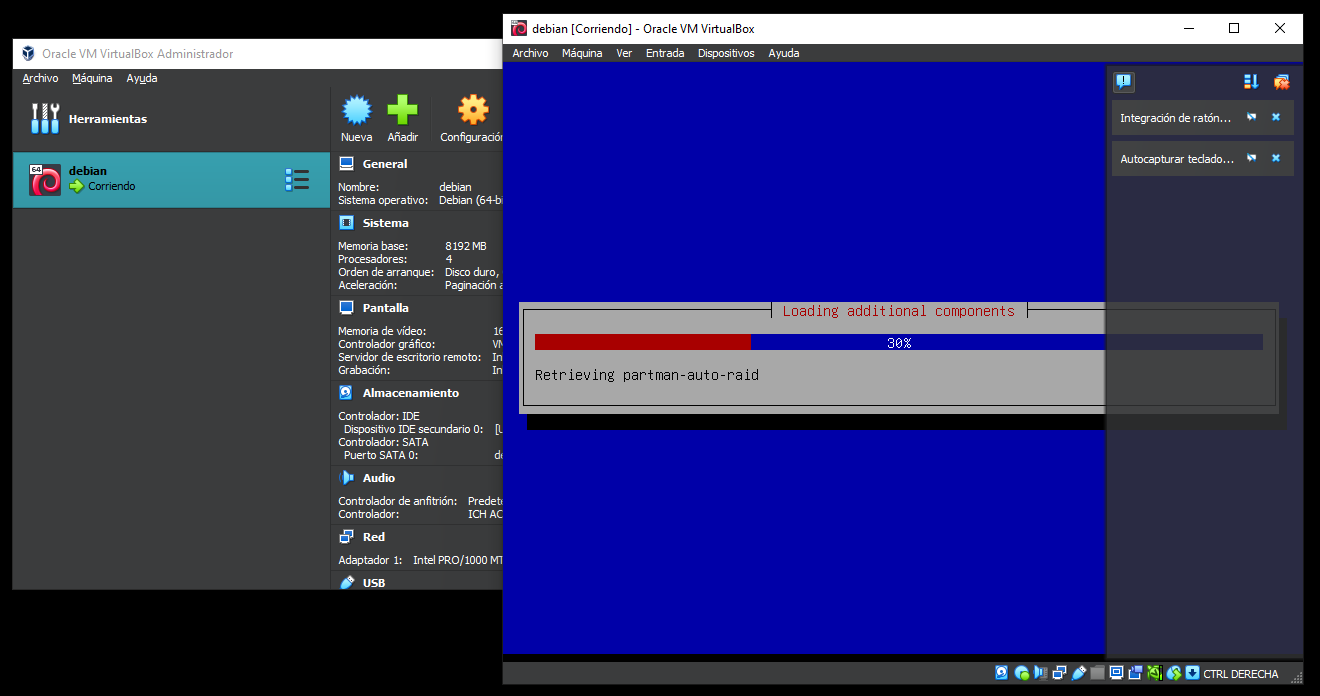 Oracle VM VirtualBox Administrador
Archivo Máquina Ayuda
Herramientas
64
debian
Corriendo
Nueva Añadir Configuración
General
Nombre: debian
Sistema operativo: Debian (64-bi
Sistema
Memoria base: 8192 MB
Procesadores: 4
Orden de arranque: Disco duro,
Aceleración: Paginación a
Pantalla
Memoria de vídeo: 16
Controlador gráfico: VM
Servidor de escritorio remoto: In
Grabación: In
Almacenamiento
Controlador: IDE
Dispositivo IDE secundario 0: [U
Controlador: SATA
Puerto SATA 0: de
Audio
Controlador de anfitrión: Predete
Controlador: ICH AC
Red
Adaptador 1: Intel PRO/1000 MT
USB
debian [Corriendo] - Oracle VM VirtualBox
Archivo Máquina Ver Entrada Dispositivos Ayuda
Integración de ratón...
Autocapturar teclado...
Loading additional components
30%
Retrieving partman-auto-raid
CTRL DERECHA